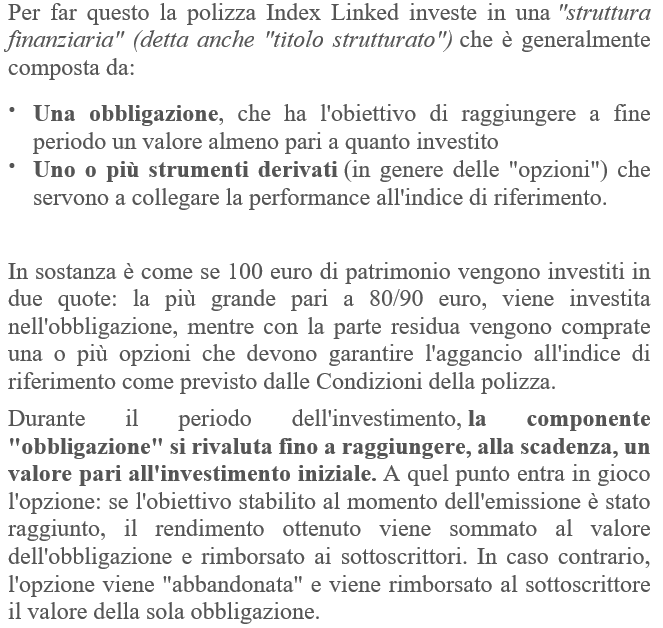 Per far questo la polizza Index Linked investe in una "struttura
finanziaria" (detta anche "titolo strutturato") che è generalmente
composta da:
• Una obbligazione, che ha l'obiettivo di raggiungere a fine
periodo un valore almeno pari a quanto investito
• Uno o più strumenti derivati (in genere delle "opzioni") che
servono a collegare la performance all'indice di riferimento.
In sostanza è come se 100 euro di patrimonio vengono investiti in
due quote: la più grande pari a 80/90 euro, viene investita
nell'obbligazione, mentre con la parte residua vengono comprate
una o più opzioni che devono garantire l'aggancio all'indice di
riferimento come previsto dalle Condizioni della polizza.
Durante il periodo dell'investimento, la componente
"obbligazione" si rivaluta fino a raggiungere, alla scadenza, un
valore pari all'investimento iniziale. A quel punto entra in gioco
l'opzione: se l'obiettivo stabilito al momento dell'emissione è stato
raggiunto, il rendimento ottenuto viene sommato al valore
dell'obbligazione e rimborsato ai sottoscrittori. In caso contrario,
l'opzione viene "abbandonata" e viene rimborsato al sottoscrittore
il valore della sola obbligazione.